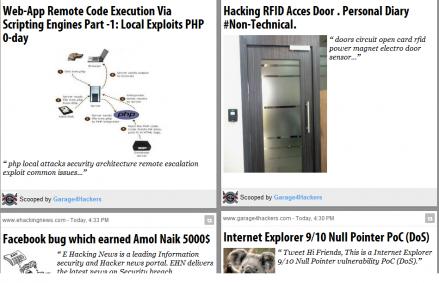 Web-App Remote Code Execution Via
Scripting Engines Part -1: Local Exploits PHP
0-day
php
“ php local attacks security architecture remote escalation
exploit common issues...”
Scooped by Garage4Hackers
www.ehackingnews.com - Today, 4:33 PM
Facebook bug which earned Amol Naik 5000$
“ E Hacking News is a leading Information
security and Hacker news portal. EHN delivers
the latest news on Security breach
Hacking RFID Acces Door . Personal Diary
#Non-Technical.
“ doors circuit open card rfid
power magnet electro door
sensor...”
Scooped by Garage4Hackers
www.garage4hackers.com - Today, 4:30 PM
Internet Explorer 9/10 Null Pointer PoC (DoS)
“ Tweet Hi Friends, This is a Internet Explorer
9/10 Null Pointer vulnerability PoC (DoS).”